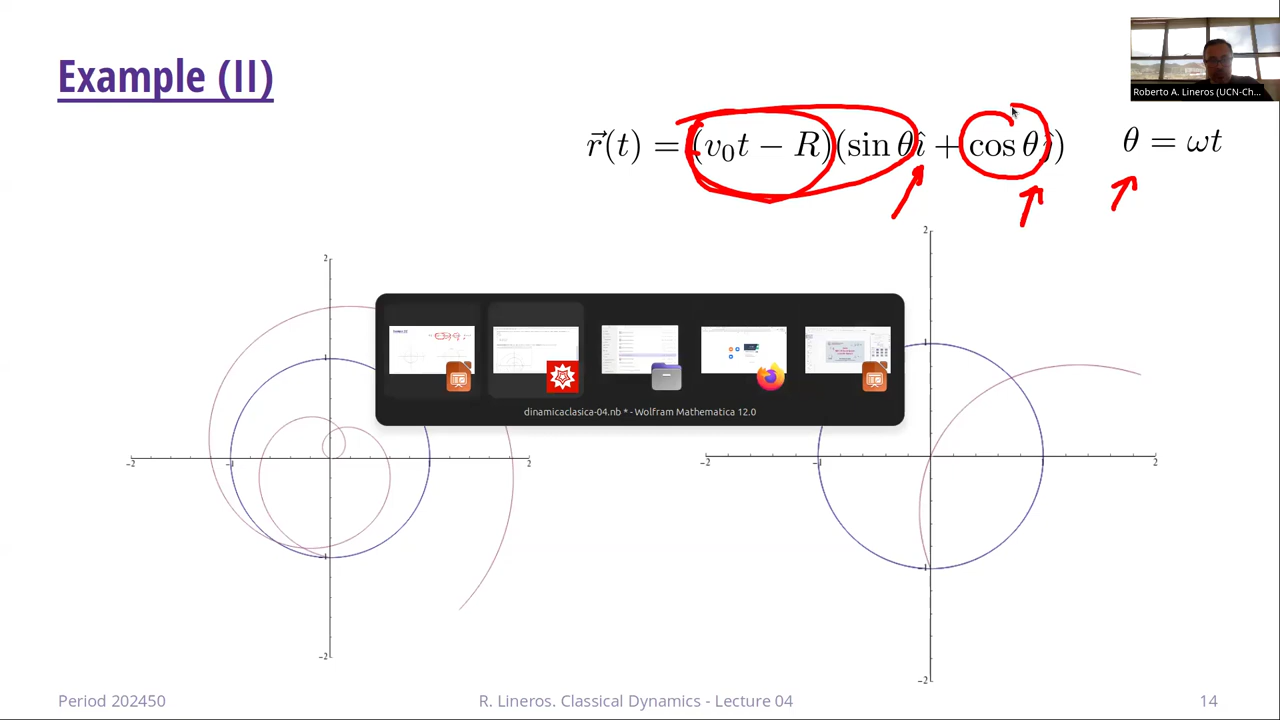 Example (II)
Roberto A. Lineros (UCN-Ch...
r⃗(t) = (v₀t − R)(sin θî + cos θĵ)
θ = ωt
2
2
-2
-1
2
-2
-1
2
-1
-1
-2
-2
dinamicaclasica-04.nb * - Wolfram Mathematica 12.0
Period 202450
R. Lineros. Classical Dynamics - Lecture 04
14